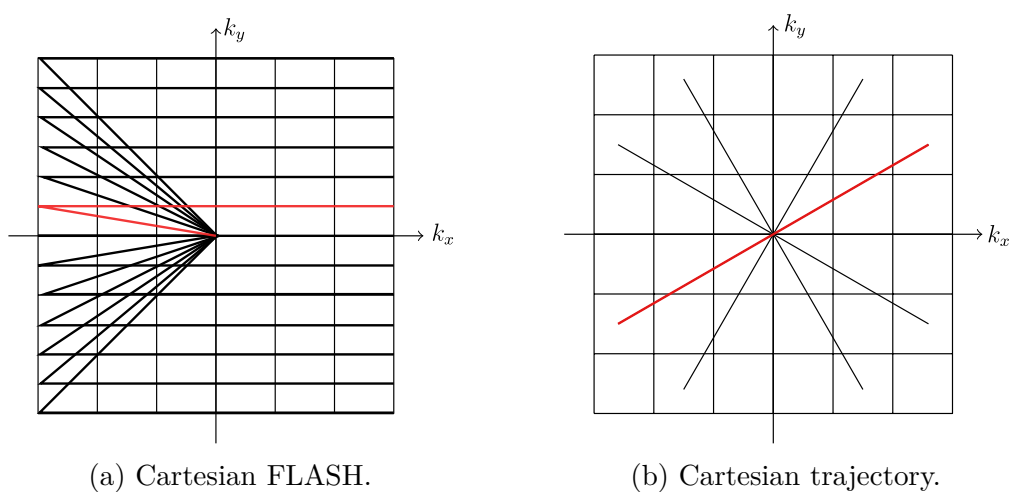 k_y
k_x
(a) Cartesian FLASH.
k_y
k_x
(b) Cartesian trajectory.